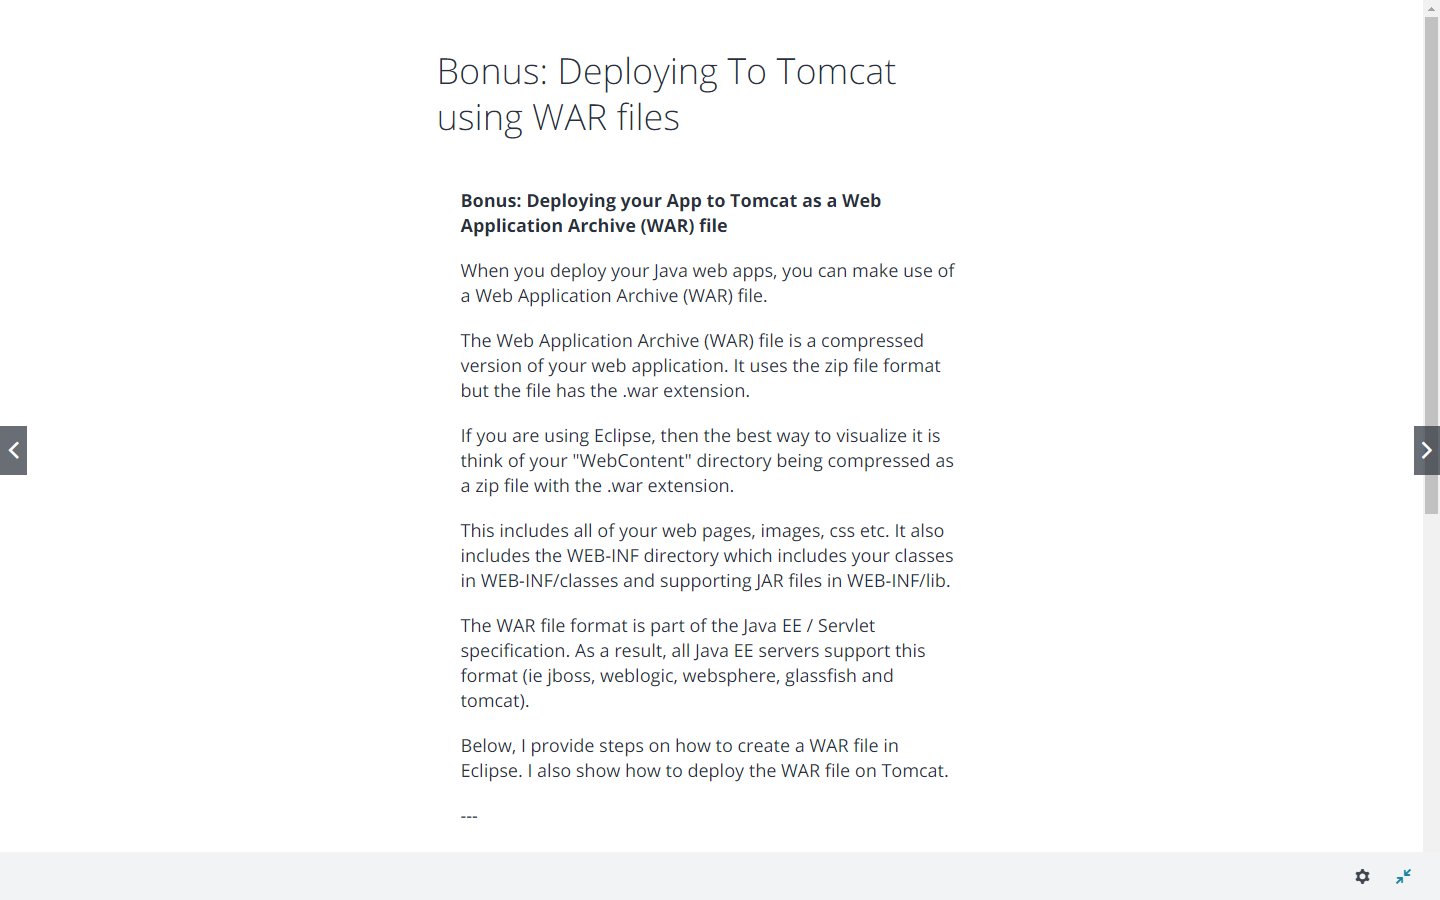 Bonus: Deploying To Tomcat
using WAR files
Bonus: Deploying your App to Tomcat as a Web
Application Archive (WAR) file
When you deploy your Java web apps, you can make use of
a Web Application Archive (WAR) file.
The Web Application Archive (WAR) file is a compressed
version of your web application. It uses the zip file format
but the file has the .war extension.
If you are using Eclipse, then the best way to visualize it is
think of your "WebContent" directory being compressed as
a zip file with the .war extension.
This includes all of your web pages, images, css etc. It also
includes the WEB-INF directory which includes your classes
in WEB-INF/classes and supporting JAR files in WEB-INF/lib.
The WAR file format is part of the Java EE / Servlet
specification. As a result, all Java EE servers support this
format (ie jboss, weblogic, websphere, glassfish and
tomcat).
Below, I provide steps on how to create a WAR file in
Eclipse. I also show how to deploy the WAR file on Tomcat.
---